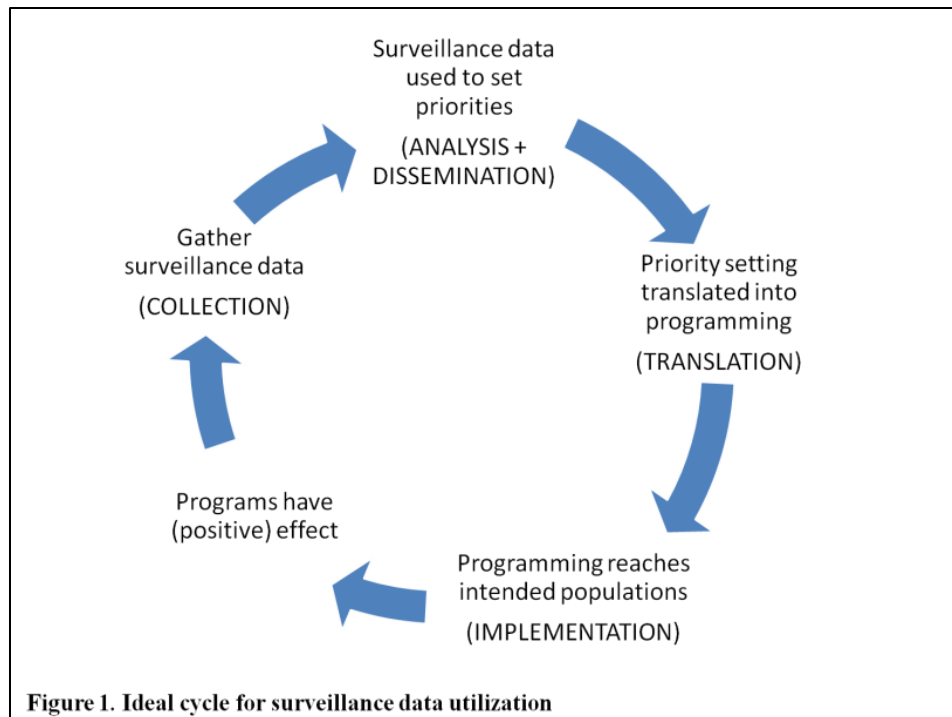 Surveillance data
used to set
priorities
(ANALYSIS +
DISSEMINATION)
Priority setting
translated into
programming
(TRANSLATION)
Programming reaches
intended populations
(IMPLEMENTATION)
Programs have
(positive) effect
Gather
surveillance data
(COLLECTION)
Figure 1. Ideal cycle for surveillance data utilization